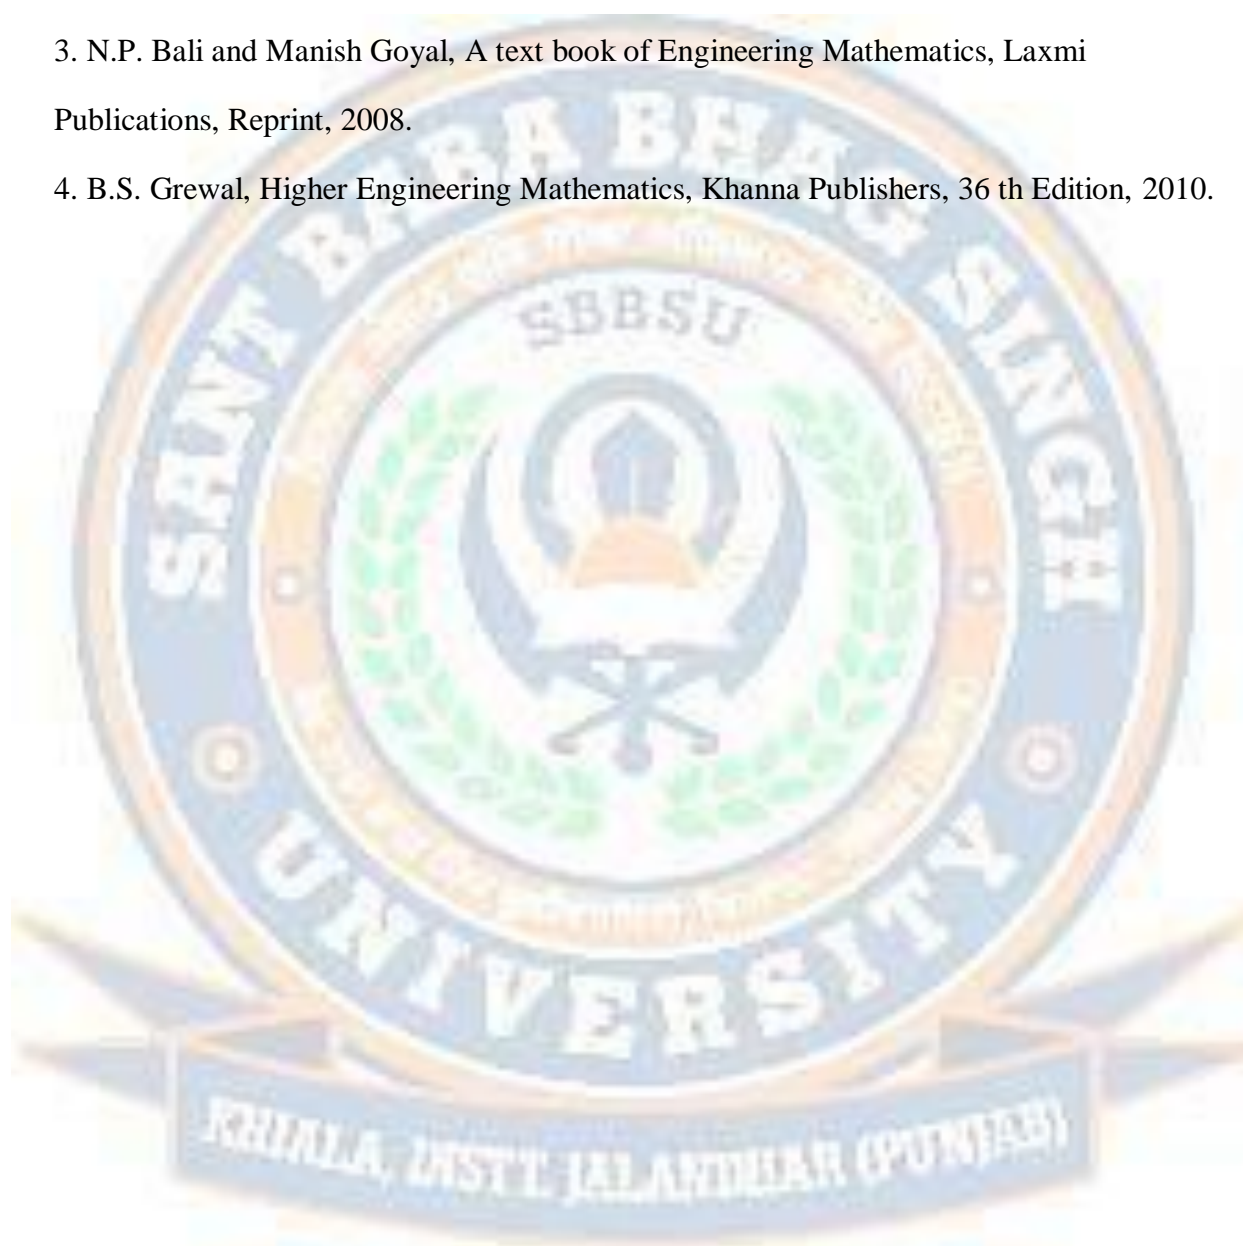 3. N.P. Bali and Manish Goyal, A text book of Engineering Mathematics, Laxmi
Publications, Reprint, 2008.
4. B.S. Grewal, Higher Engineering Mathematics, Khanna Publishers, 36 th Edition, 2010.
SANT BABA BHAG SINGH
SBBSU
UNIVERSITY
KHIALA, DISTT. JALANDHAR (PUNJAB)